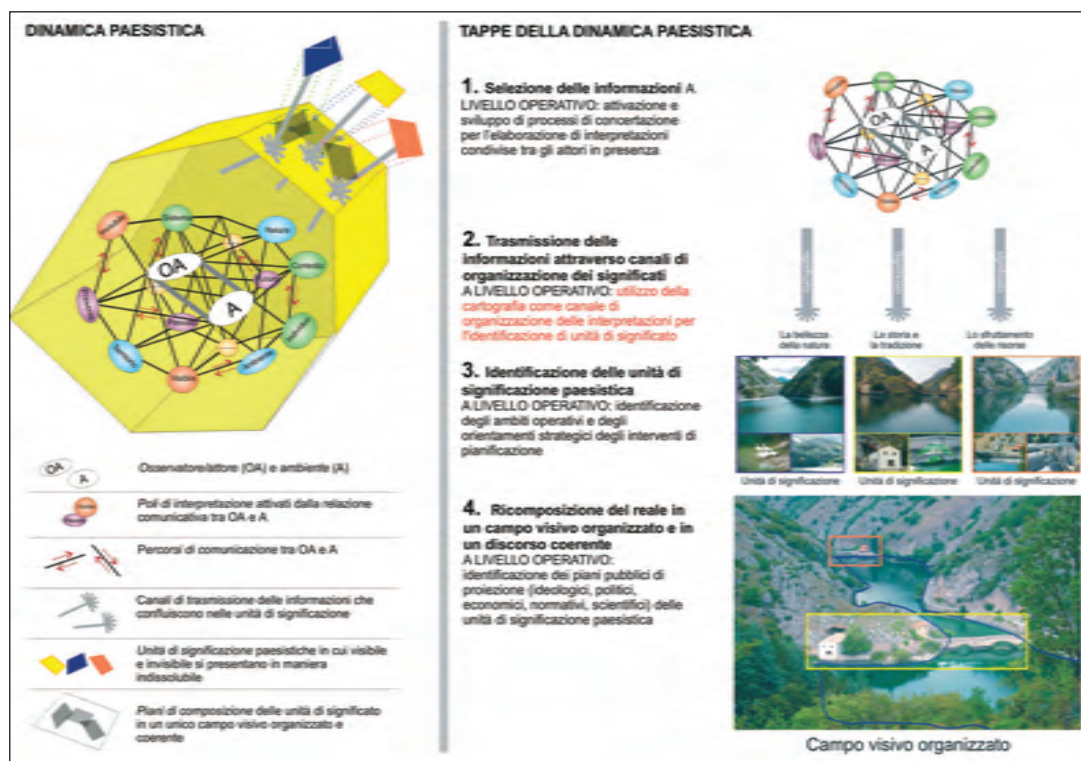 DINAMICA PAESISTICA
OA
A
Natura
Osservatore/attore (OA) e ambiente (A)
Poli di interpretazione attivati dalla relazione
comunicativa tra OA e A
Percorsi di comunicazione tra OA e A
Canali di trasmissione delle informazioni che
confluiscono nelle unità di significazione
Unità di significazione paesistiche in cui visibile
e invisibile si presentano in maniera
indissolubile
Piani di composizione delle unità di significato
in un unico campo visivo organizzato e
coerente
TAPPE DELLA DINAMICA PAESISTICA
1. Selezione delle informazioni A
LIVELLO OPERATIVO: attivazione e
sviluppo di processi di concertazione
per l'elaborazione di interpretazioni
condivise tra gli attori in presenza
2. Trasmissione delle
informazioni attraverso canali di
organizzazione dei significati
A LIVELLO OPERATIVO: utilizzo della
cartografia come canale di
organizzazione delle interpretazioni per
l'identificazione di unità di significato
3. Identificazione delle unità di
significazione paesistica
A LIVELLO OPERATIVO: identificazione
degli ambiti operativi e degli
orientamenti strategici degli interventi di
pianificazione
4. Ricomposizione del reale in
un campo visivo organizzato e in
un discorso coerente
A LIVELLO OPERATIVO:
identificazione dei piani pubblici di
proiezione (ideologici, politici,
economici, normativi, scientifici) delle
unità di significazione paesistica
OA
A
La bellezza
della natura
La storia e
la tradizione
Lo sfruttamento
delle risorse
Unità di significazione
Unità di significazione
Unità di significazione
Campo visivo organizzato